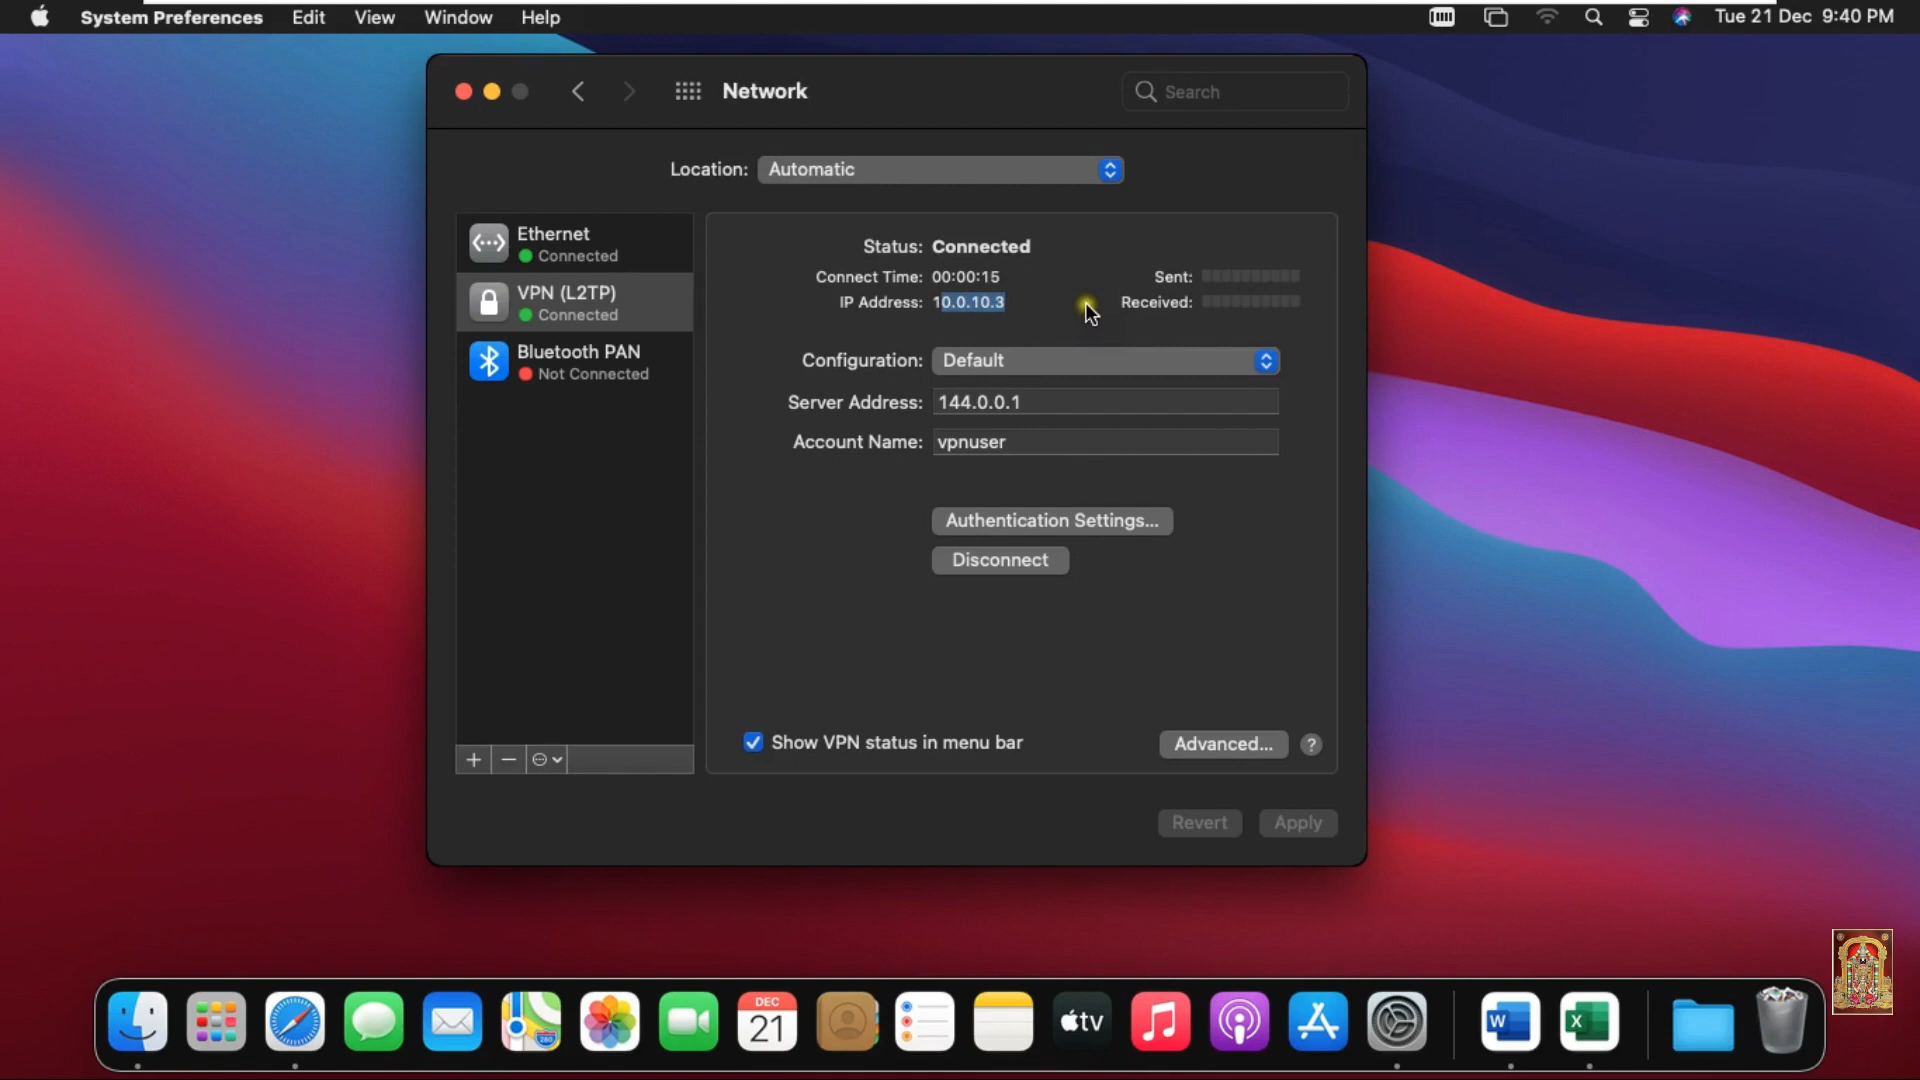 System Preferences Edit View Window Help Tue 21 Dec 9:40 PM
Network
Search
Location: Automatic
Ethernet
Connected
VPN (L2TP)
Connected
Bluetooth PAN
Not Connected
Status: Connected
Connect Time: 00:00:15 Sent:
IP Address: 10.0.10.3 Received:
Configuration: Default
Server Address: 144.0.0.1
Account Name: vpnuser
Authentication Settings...
Disconnect
Show VPN status in menu bar
Advanced... ?
Revert Apply
DEC
21
280
tv
W
X